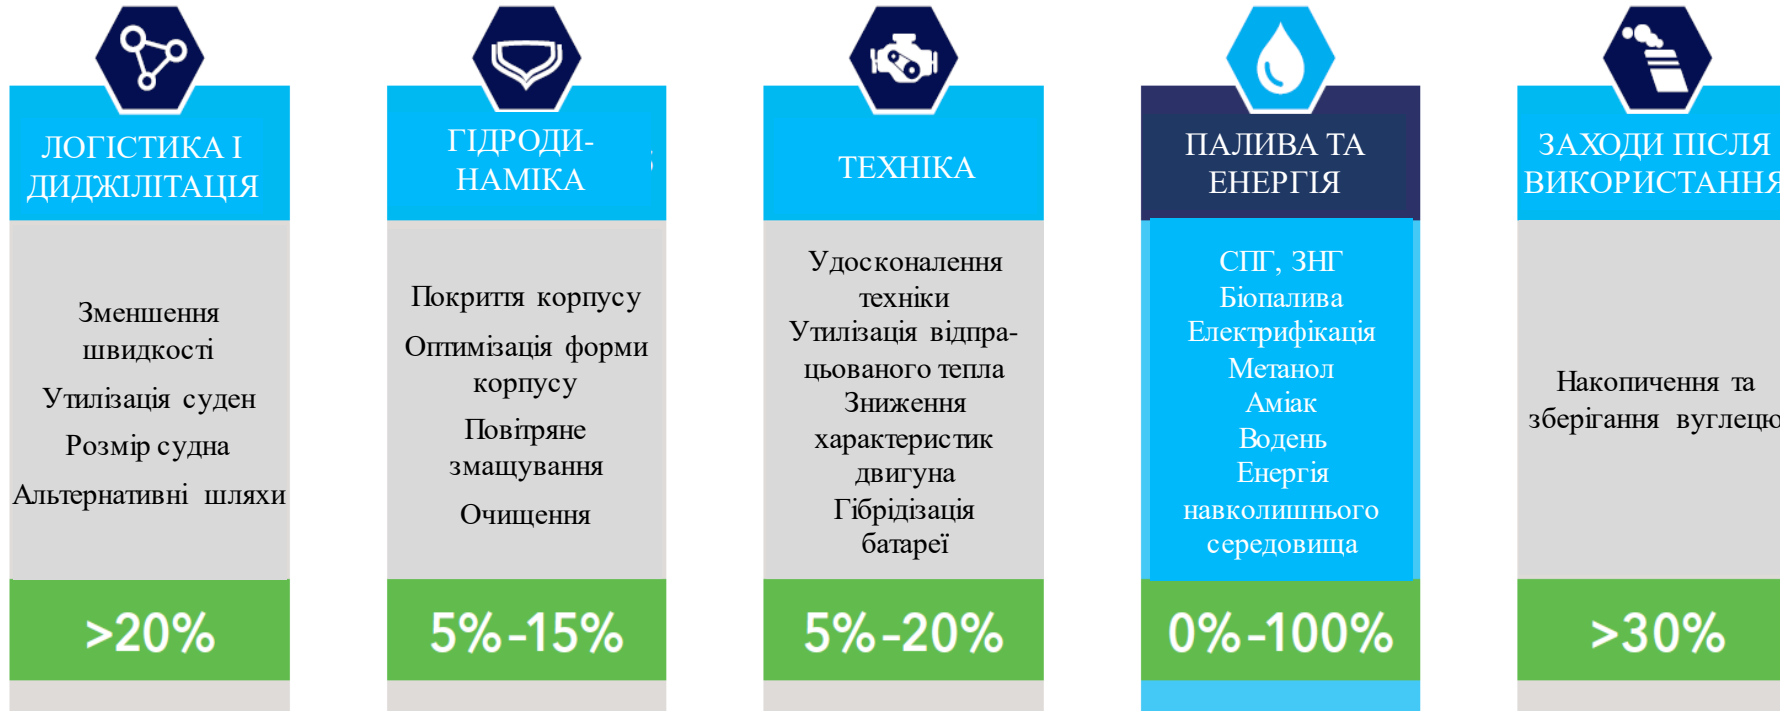 ЛОГІСТИКА І
ДИДЖІЛІТАЦІЯ
Зменшення
швидкості
Утилізація суден
Розмір судна
Альтернативні шляхи
>20%
ГІДРОДИ-
НАМІКА
Покриття корпусу
Оптимізація форми
корпусу
Повітряне
змащування
Очищення
5%-15%
ТЕХНІКА
Удосконалення
техніки
Утилізація відпра-
цьованого тепла
Зниження
характеристик
двигуна
Гібрідізація
батареї
5%-20%
ПАЛИВА ТА
ЕНЕРГІЯ
СПГ, ЗНГ
Біопалива
Електрифікація
Метанол
Аміак
Водень
Енергія
навколишнього
середовища
0%-100%
ЗАХОДИ ПІСЛЯ
ВИКОРИСТАННЯ
Накопичення та
зберігання вуглецю
>30%